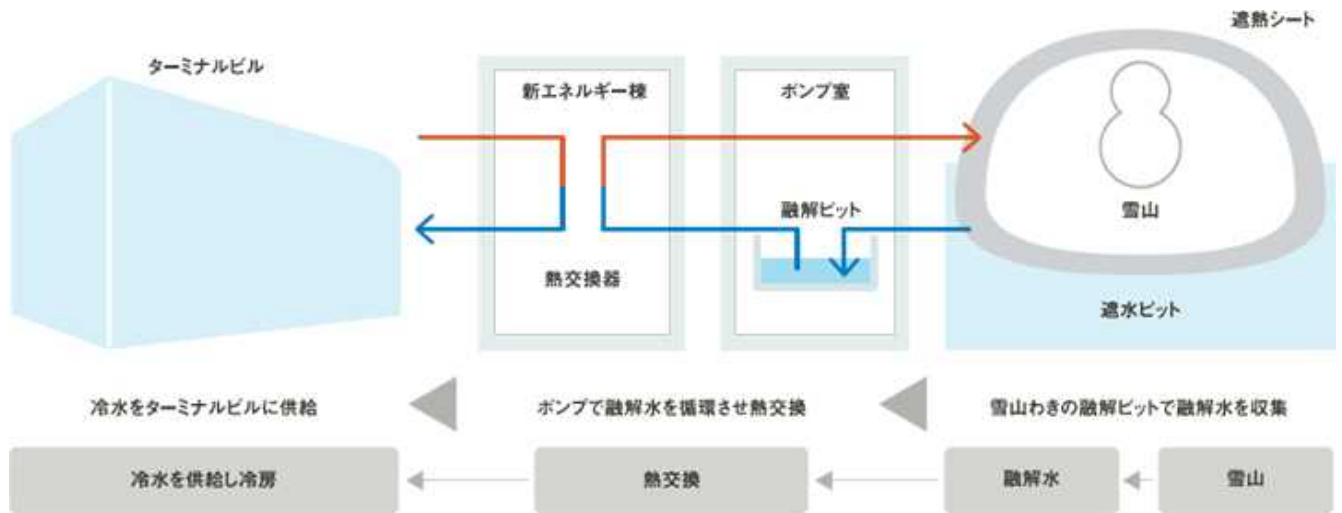 遮熱シート
ターミナルビル
新エネルギー棟
ポンプ室
融解ピット
雪山
熱交換器
遮水ピット
冷水をターミナルビルに供給
ポンプで融解水を循環させ熱交換
雪山わきの融解ピットで融解水を収集
冷水を供給し冷房
熱交換
融解水
雪山